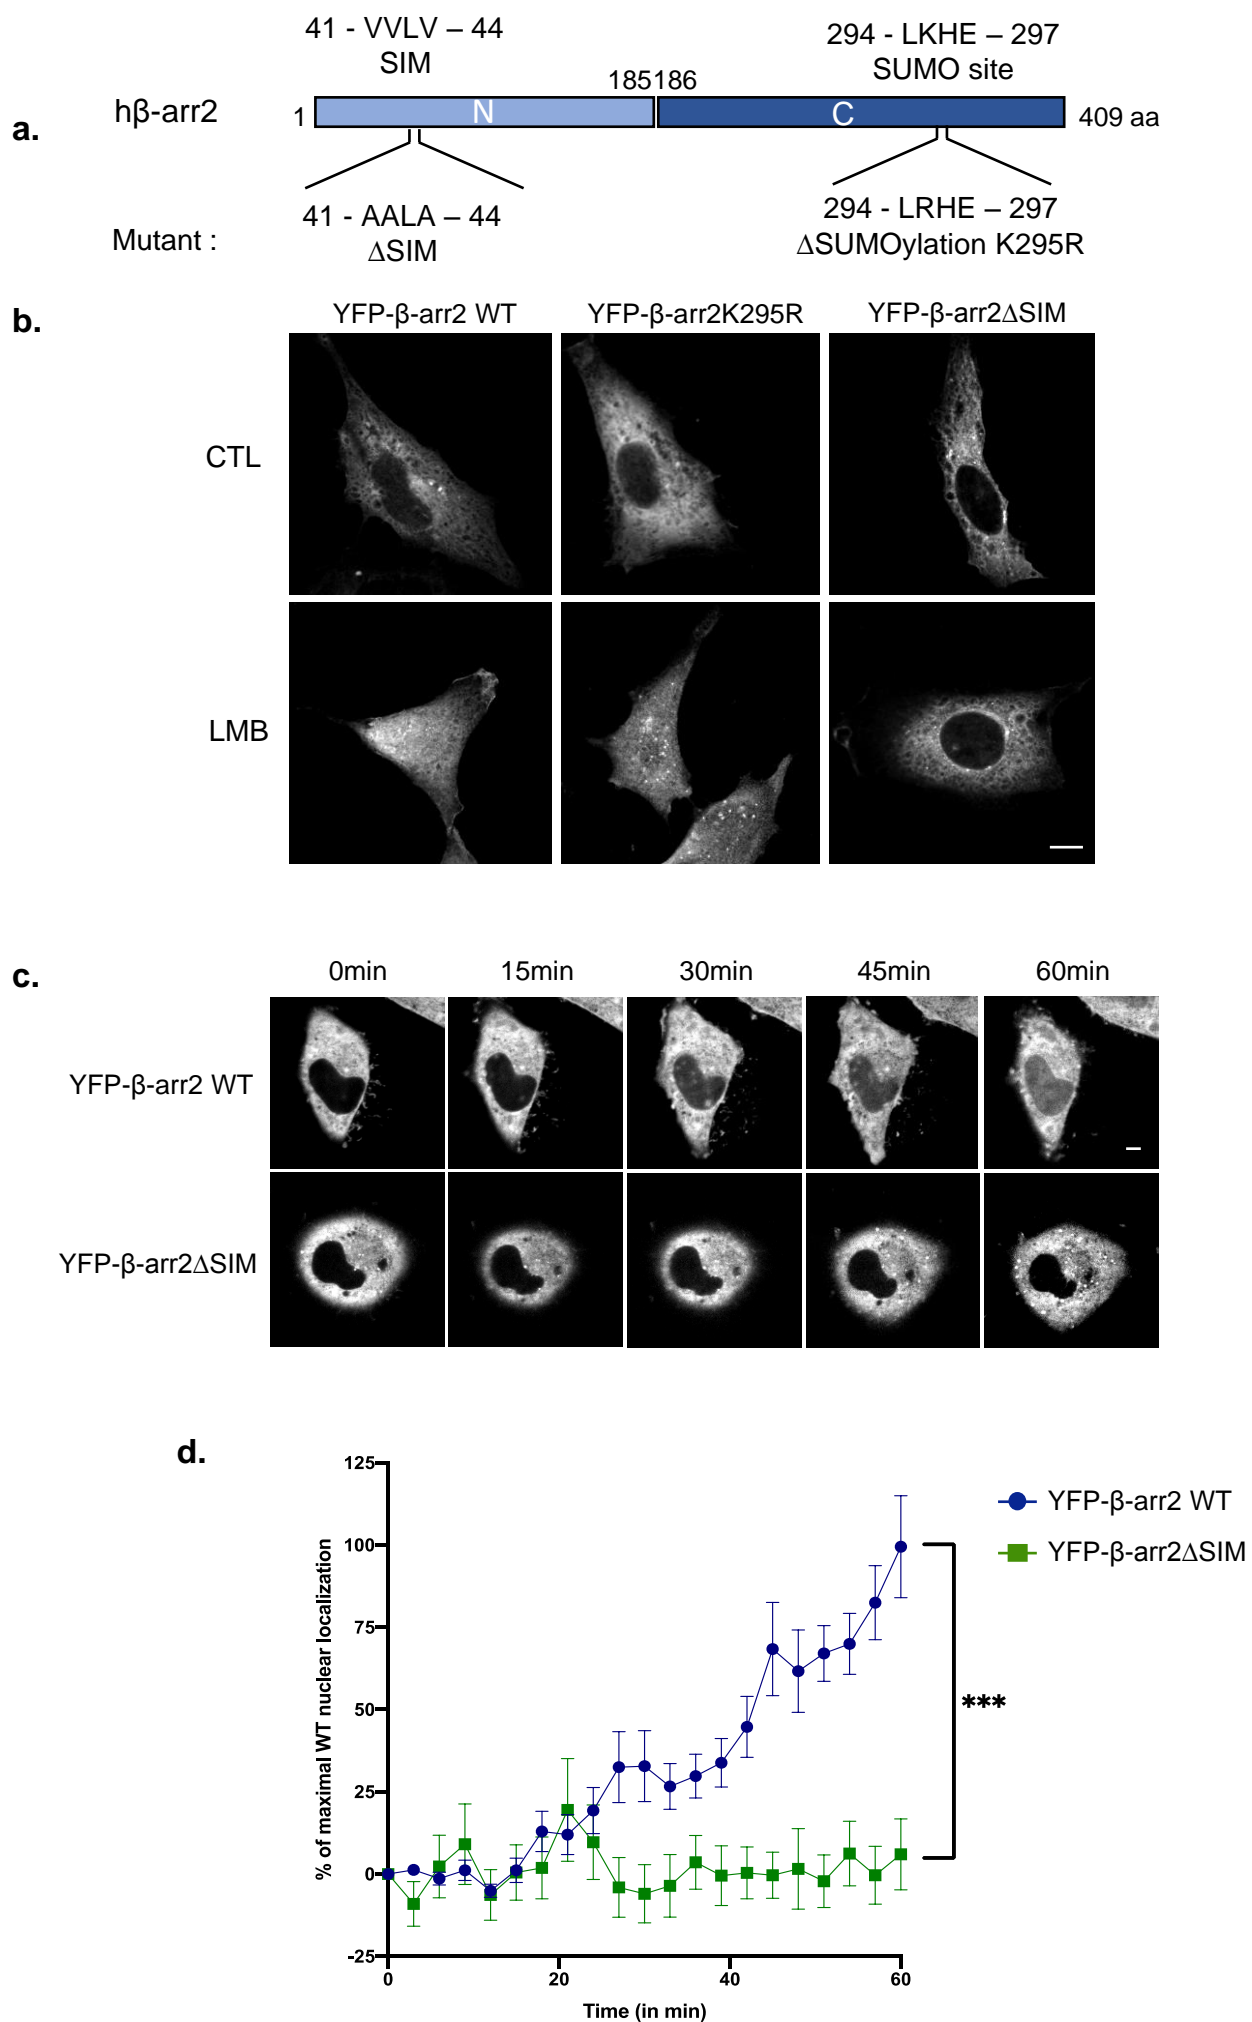 a.
41 - VVLV – 44
SIM
294 - LKHE – 297
SUMO site
185 186
hβ-arr2
1
N
C
409 aa
Mutant :
41 - AALA – 44
ΔSIM
294 - LRHE – 297
ΔSUMOylation K295R
b.
YFP-β-arr2 WT
YFP-β-arr2K295R
YFP-β-arr2ΔSIM
CTL
LMB
c.
0min
15min
30min
45min
60min
YFP-β-arr2 WT
YFP-β-arr2ΔSIM
d.
% of maximal WT nuclear localization
125
100
75
50
25
0
-25
0
20
40
60
Time (in min)
YFP-β-arr2 WT
YFP-β-arr2ΔSIM
***